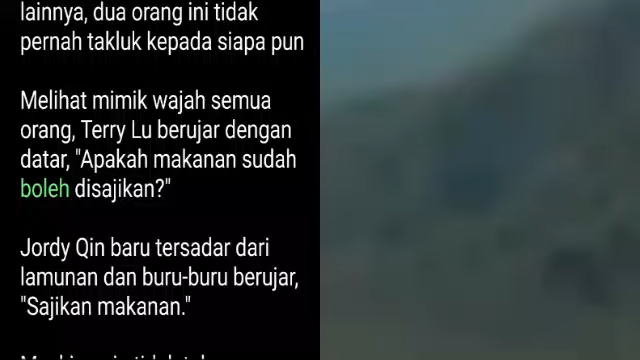 lainnya, dua orang ini tidak
pernah takluk kepada siapa pun
Melihat mimik wajah semua
orang, Terry Lu berujar dengan
datar, "Apakah makanan sudah
boleh disajikan?"
Jordy Qin baru tersadar dari
lamunan dan buru-buru berujar,
"Sajikan makanan."